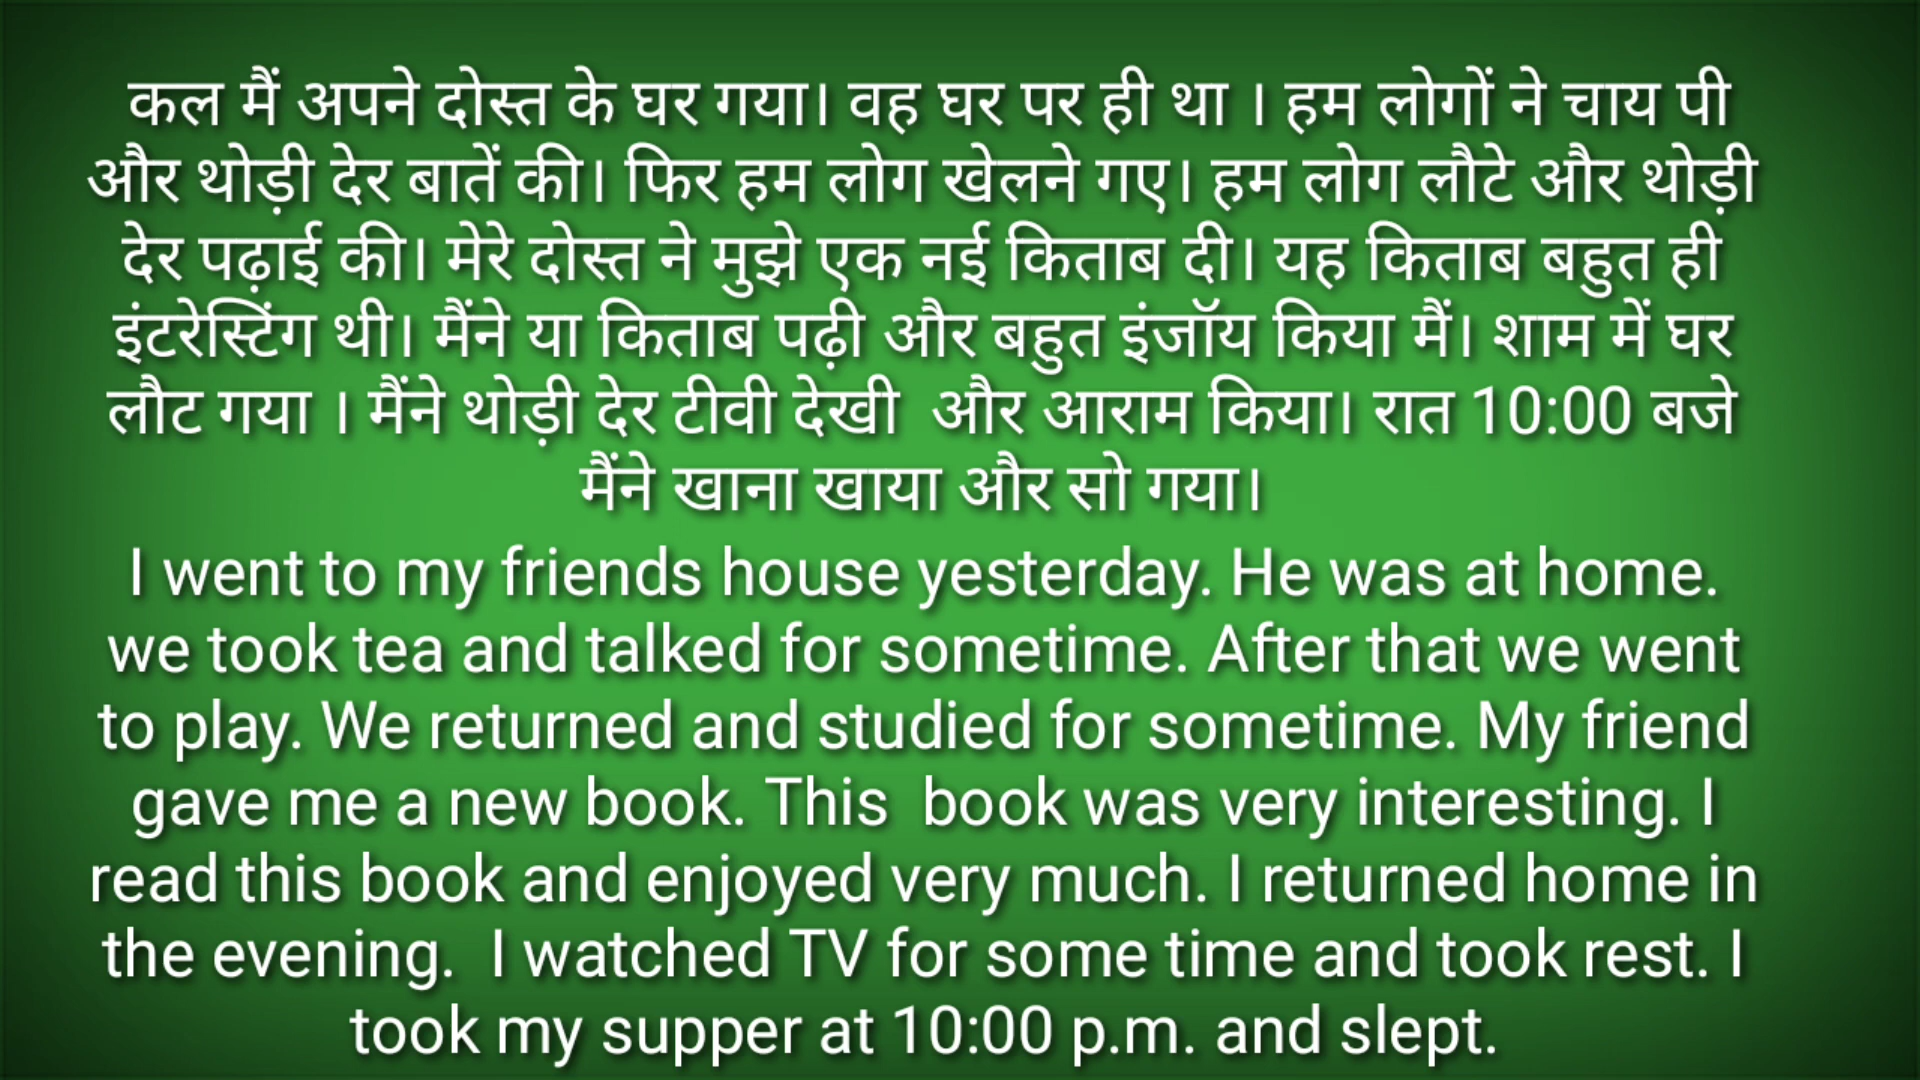 कल मैं अपने दोस्त के घर गया। वह घर पर ही था । हम लोगों ने चाय पी
और थोड़ी देर बातें की। फिर हम लोग खेलने गए। हम लोग लौटे और थोड़ी
देर पढ़ाई की। मेरे दोस्त ने मुझे एक नई किताब दी। यह किताब बहुत ही
इंटरेस्टिंग थी। मैंने या किताब पढ़ी और बहुत इंजॉय किया मैं। शाम में घर
लौट गया । मैंने थोड़ी देर टीवी देखी  और आराम किया। रात 10:00 बजे
मैंने खाना खाया और सो गया।
I went to my friends house yesterday. He was at home.
we took tea and talked for sometime. After that we went
to play. We returned and studied for sometime. My friend
gave me a new book. This  book was very interesting. I
read this book and enjoyed very much. I returned home in
the evening.  I watched TV for some time and took rest. I
took my supper at 10:00 p.m. and slept.